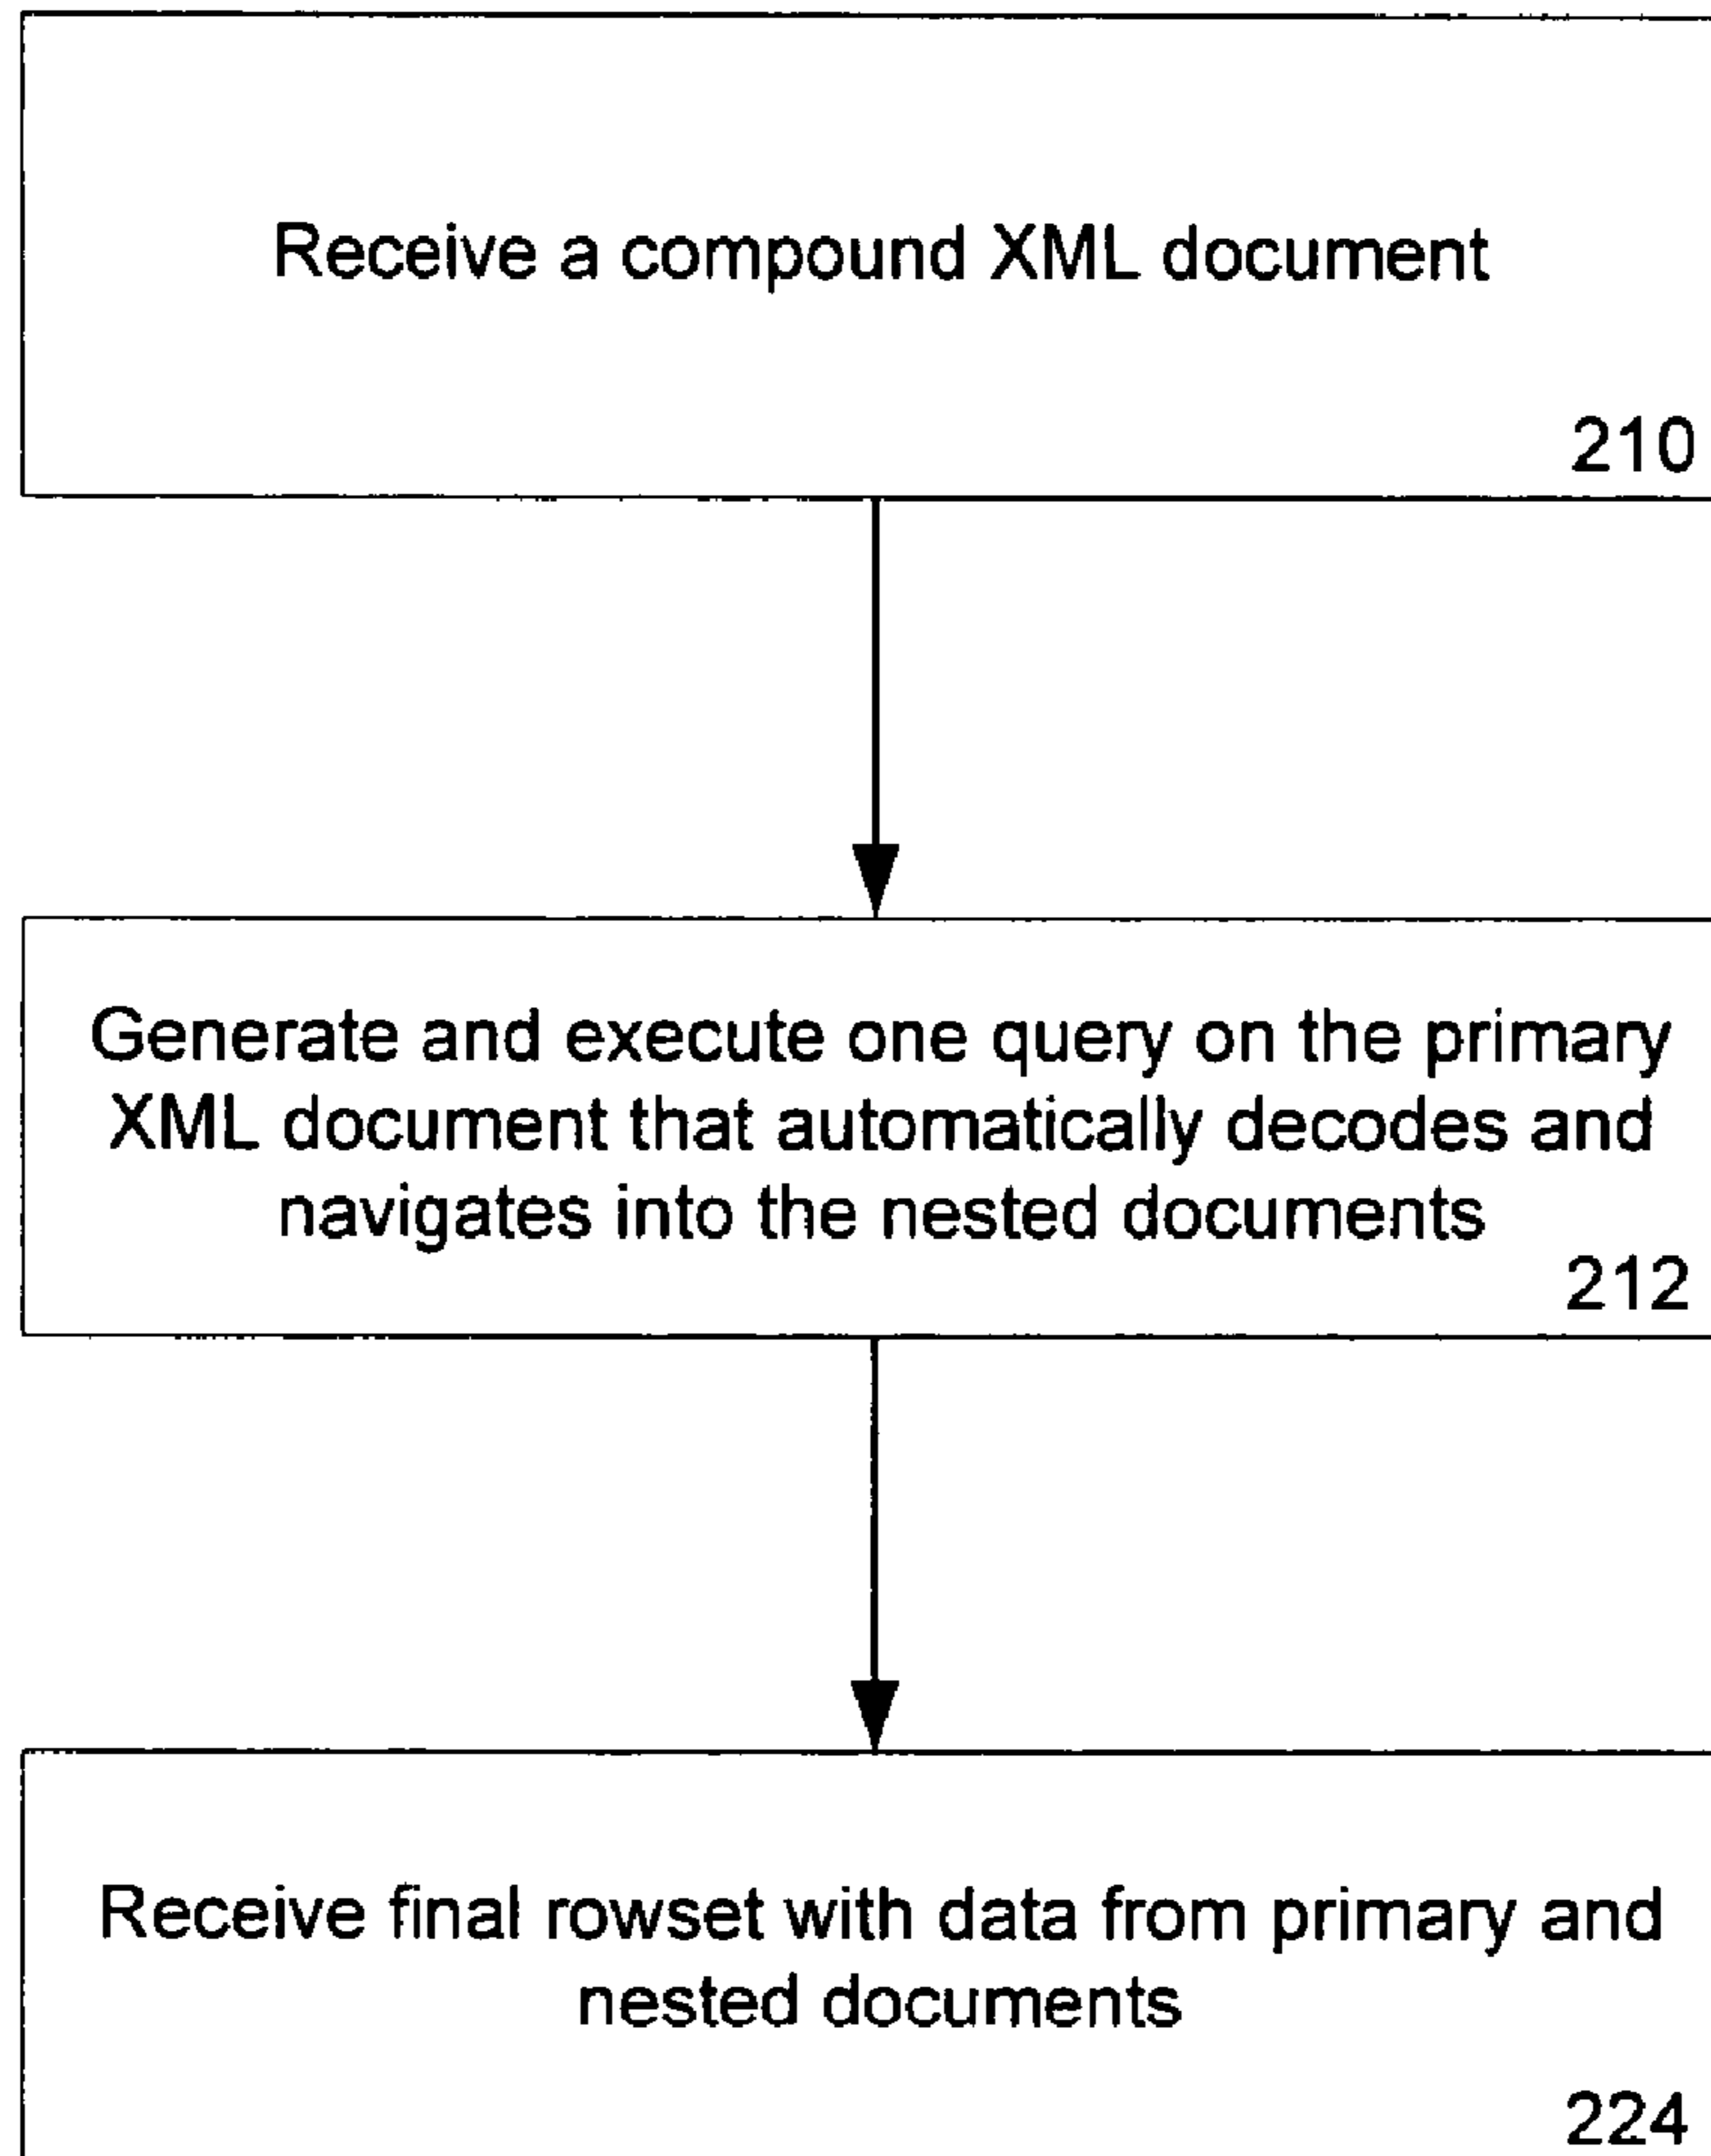 Receive a compound XML document
210
Generate and execute one query on the primary
XML document that automatically decodes and
navigates into the nested documents
212
Receive final rowset with data from primary and
nested documents
224